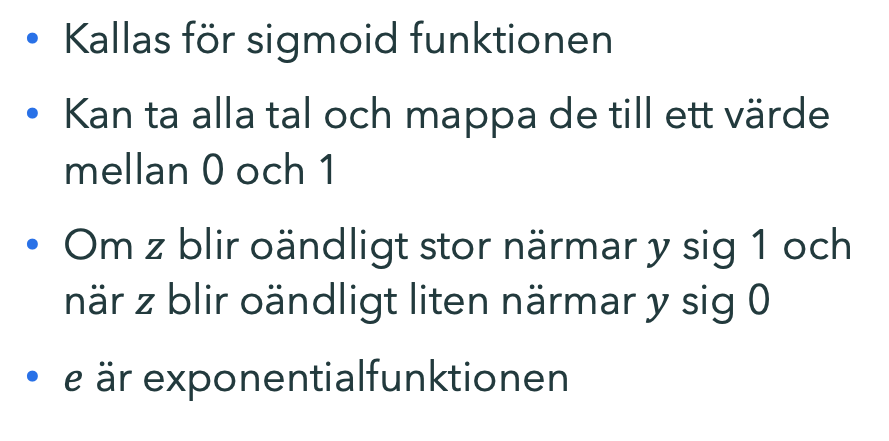 • Kallas för sigmoid funktionen
• Kan ta alla tal och mappa de till ett värde
mellan 0 och 1
• Om z blir oändligt stor närmar y sig 1 och
när z blir oändligt liten närmar y sig 0
• e är exponentialfunktionen